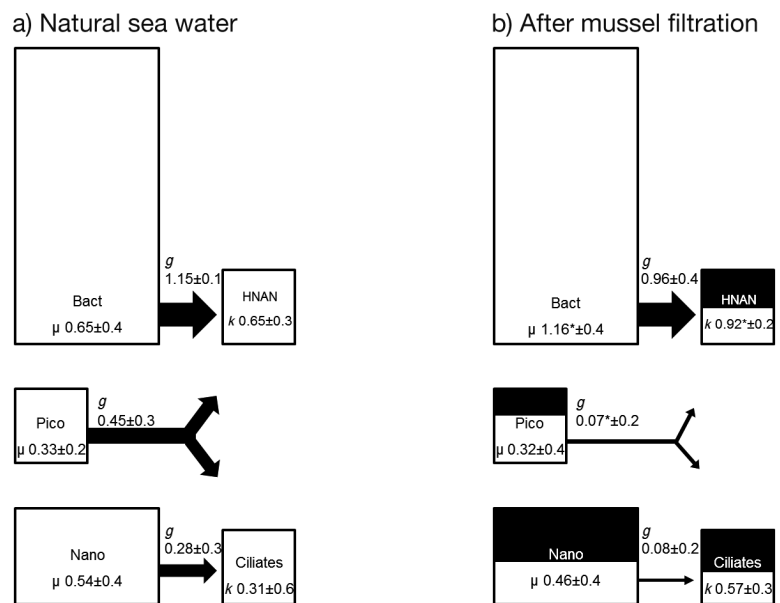 a) Natural sea water
g
1.15±0.1
Bact
µ 0.65±0.4
HNAN
k 0.65±0.3
g
0.45±0.3
Pico
µ 0.33±0.2
g
0.28±0.3
Nano
µ 0.54±0.4
Ciliates
k 0.31±0.6
b) After mussel filtration
g
0.96±0.4
Bact
µ 1.16*±0.4
HNAN
k 0.92*±0.2
g
0.07*±0.2
Pico
µ 0.32±0.4
g
0.08±0.2
Nano
µ 0.46±0.4
Ciliates
k 0.57±0.3